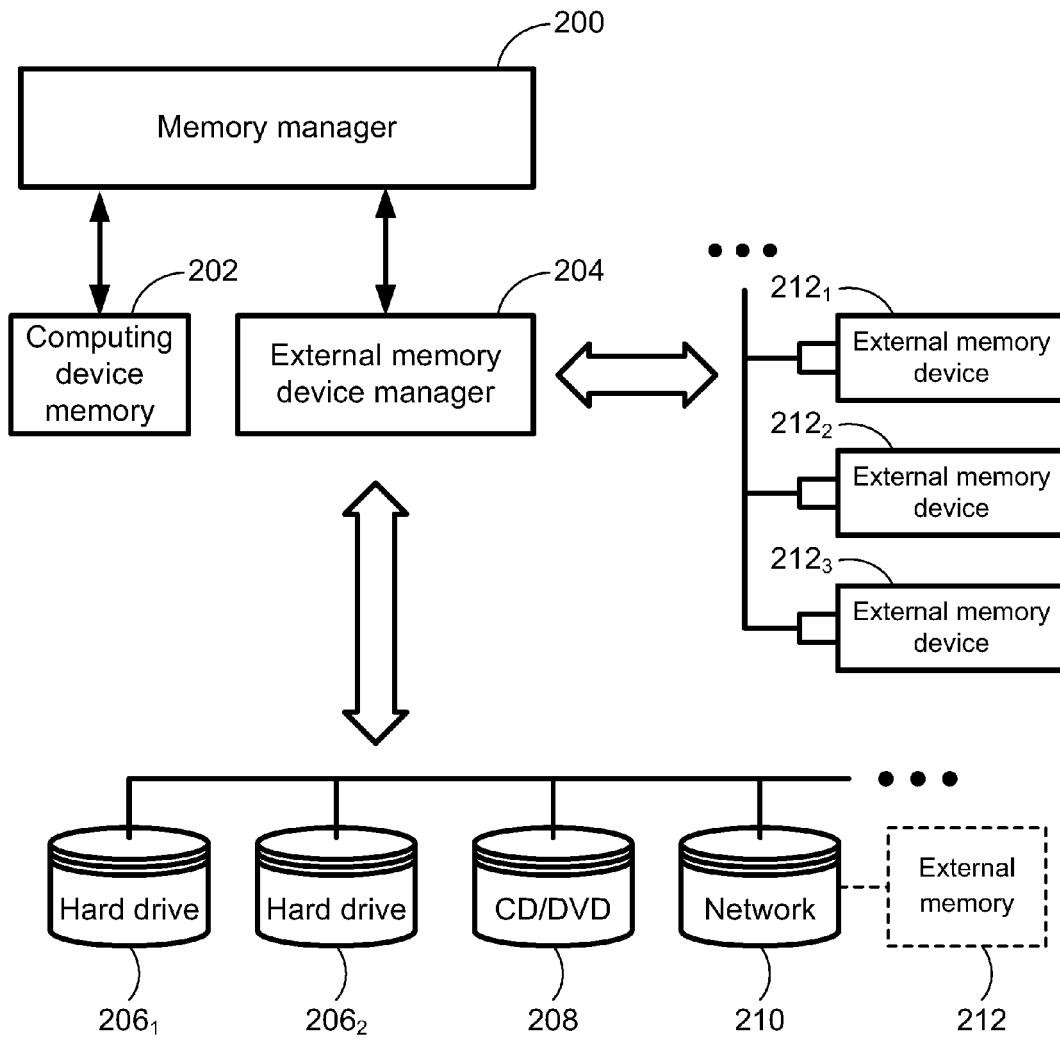 200
Memory manager
202
204
Computing
device
memory
External memory
device manager
212₁
External memory
device
212₂
External memory
device
212₃
External memory
device
Hard drive
Hard drive
CD/DVD
Network
External
memory
206₁
206₂
208
210
212